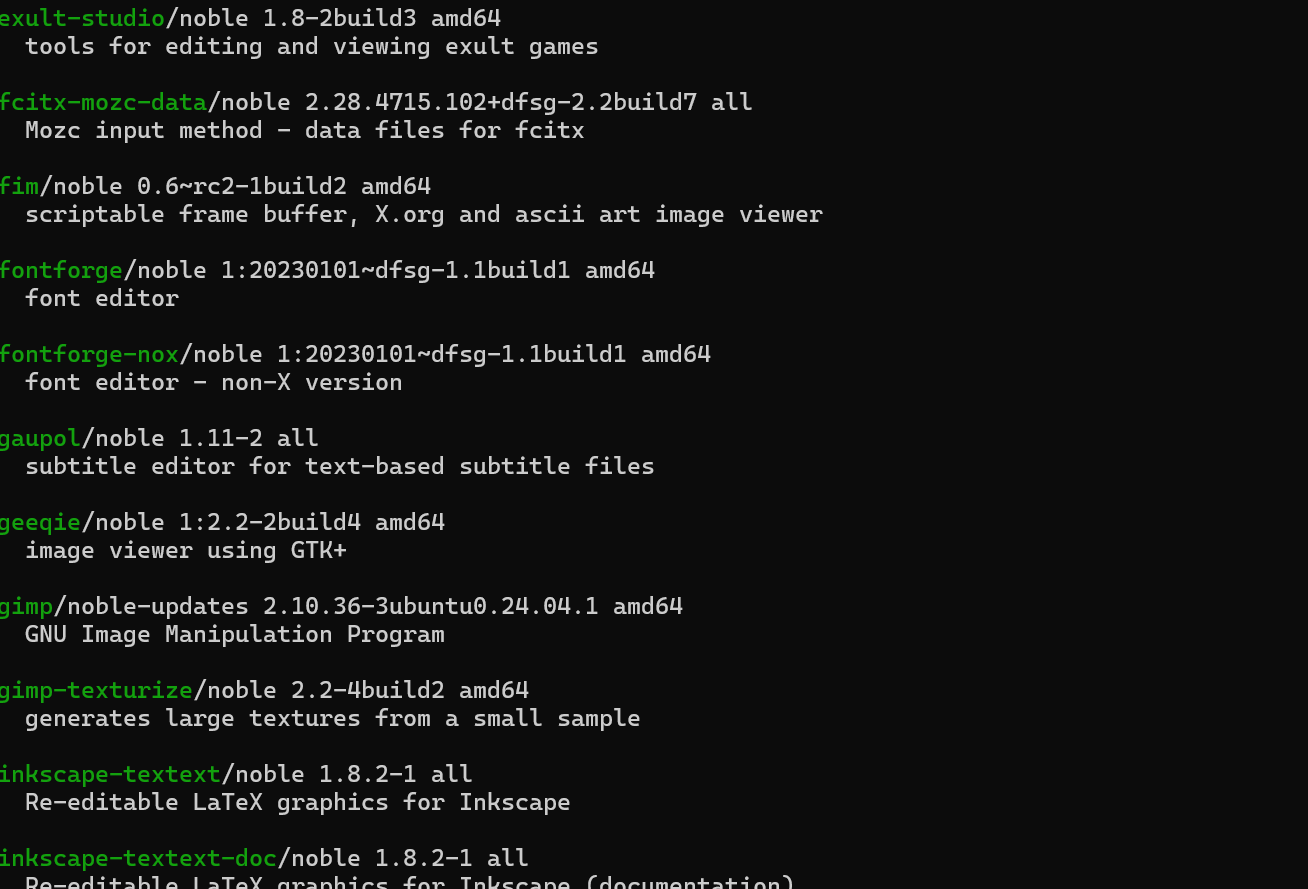 exult-studio/noble 1.8-2build3 amd64
tools for editing and viewing exult games
fcitx-mozc-data/noble 2.28.4715.102+dfsg-2.2build7 all
Mozc input method - data files for fcitx
fim/noble 0.6~rc2-1build2 amd64
scriptable frame buffer, X.org and ascii art image viewer
fontforge/noble 1:20230101~dfsg-1.1build1 amd64
font editor
fontforge-nox/noble 1:20230101~dfsg-1.1build1 amd64
font editor - non-X version
gaupol/noble 1.11-2 all
subtitle editor for text-based subtitle files
geeqie/noble 1:2.2-2build4 amd64
image viewer using GTK+
gimp/noble-updates 2.10.36-3ubuntu0.24.04.1 amd64
GNU Image Manipulation Program
gimp-texturize/noble 2.2-4build2 amd64
generates large textures from a small sample
inkscape-textext/noble 1.8.2-1 all
Re-editable LaTeX graphics for Inkscape
inkscape-textext-doc/noble 1.8.2-1 all
Re-editable LaTeX graphics for Inkscape (documentation)